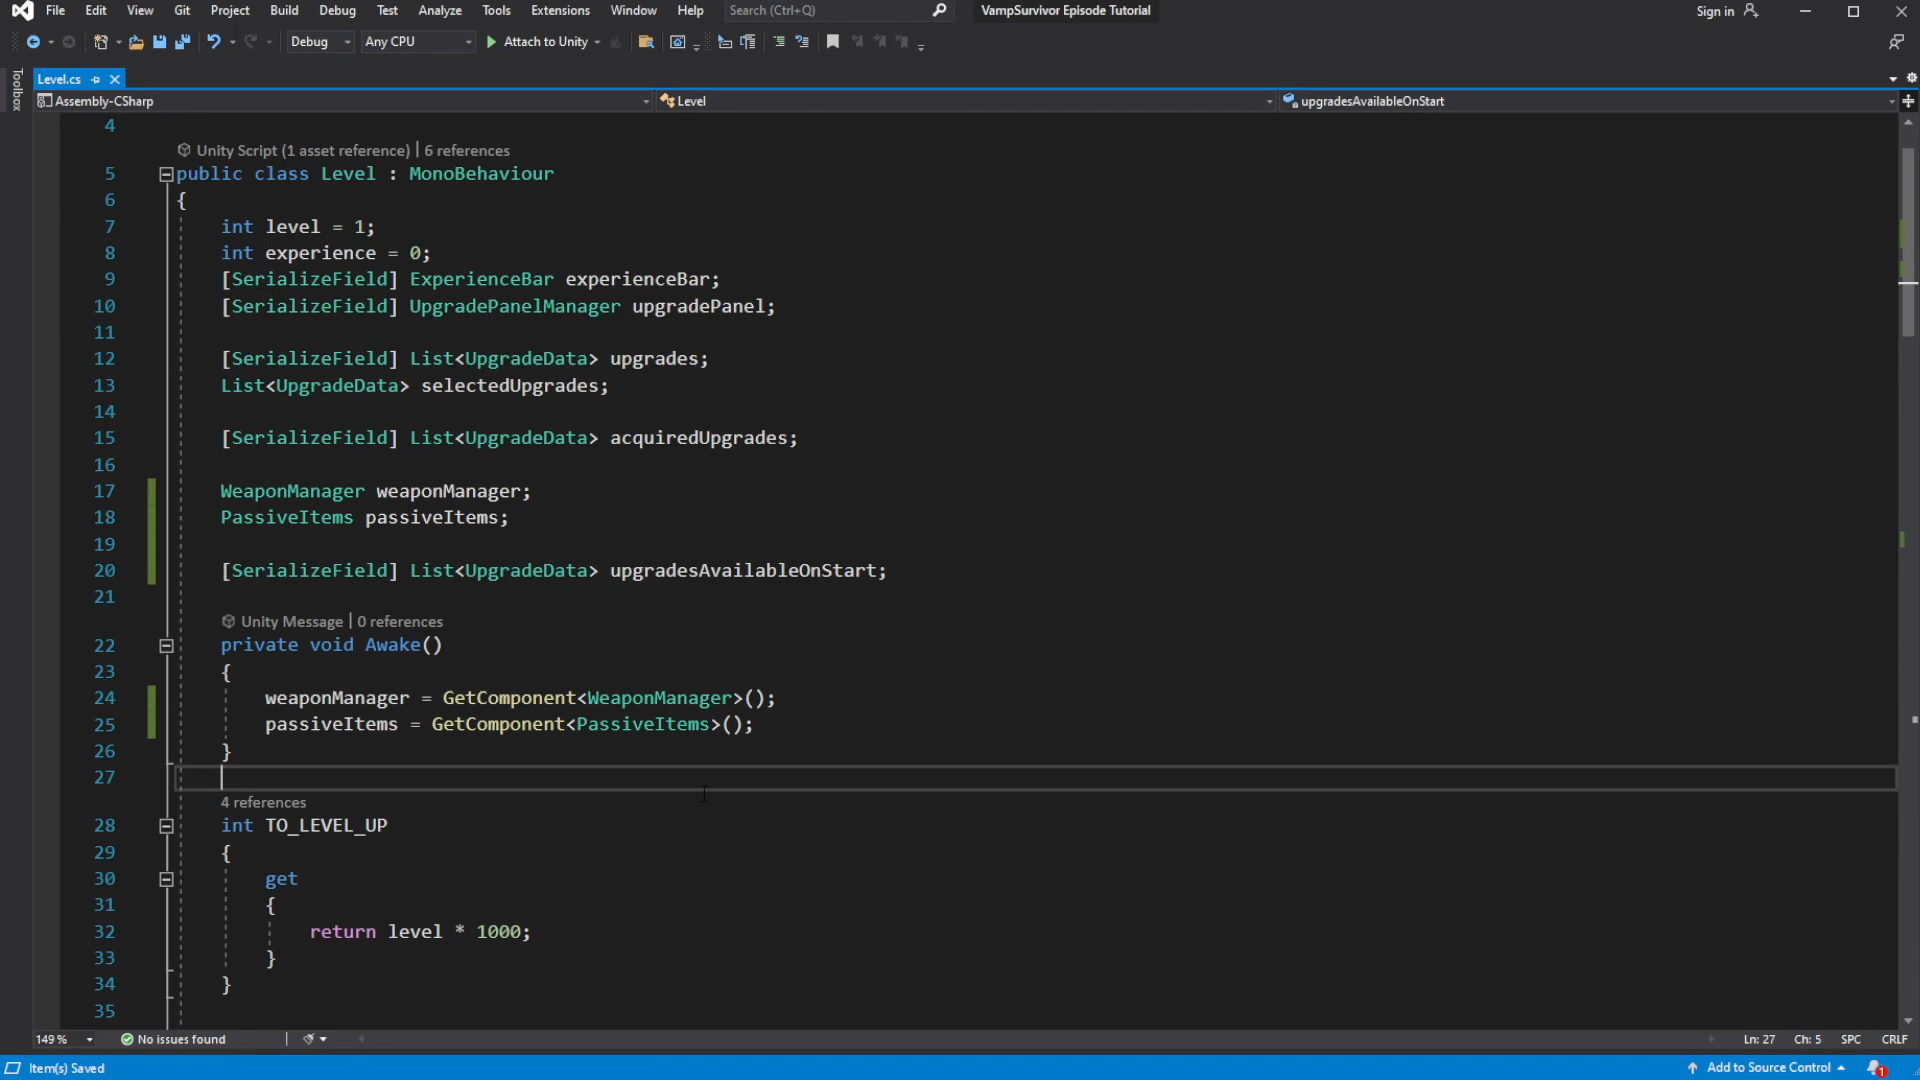 File Edit View Git Project Build Debug Test Analyze Tools Extensions Window Help Search (Ctrl+Q) VampSurvivor Episode Tutorial Sign in
Debug Any CPU Attach to Unity
Toolbox
Level.cs
Assembly-CSharp Level upgradesAvailableOnStart
4
Unity Script (1 asset reference) | 6 references
5 public class Level : MonoBehaviour
6 {
7 int level = 1;
8 int experience = 0;
9 [SerializeField] ExperienceBar experienceBar;
10 [SerializeField] UpgradePanelManager upgradePanel;
11
12 [SerializeField] List<UpgradeData> upgrades;
13 List<UpgradeData> selectedUpgrades;
14
15 [SerializeField] List<UpgradeData> acquiredUpgrades;
16
17 WeaponManager weaponManager;
18 PassiveItems passiveItems;
19
20 [SerializeField] List<UpgradeData> upgradesAvailableOnStart;
21
Unity Message | 0 references
22 private void Awake()
23 {
24 weaponManager = GetComponent<WeaponManager>();
25 passiveItems = GetComponent<PassiveItems>();
26 }
27
4 references
28 int TO_LEVEL_UP
29 {
30 get
31 {
32 return level * 1000;
33 }
34 }
35
149 % No issues found Ln: 27 Ch: 5 SPC CRLF
Item(s) Saved Add to Source Control 1